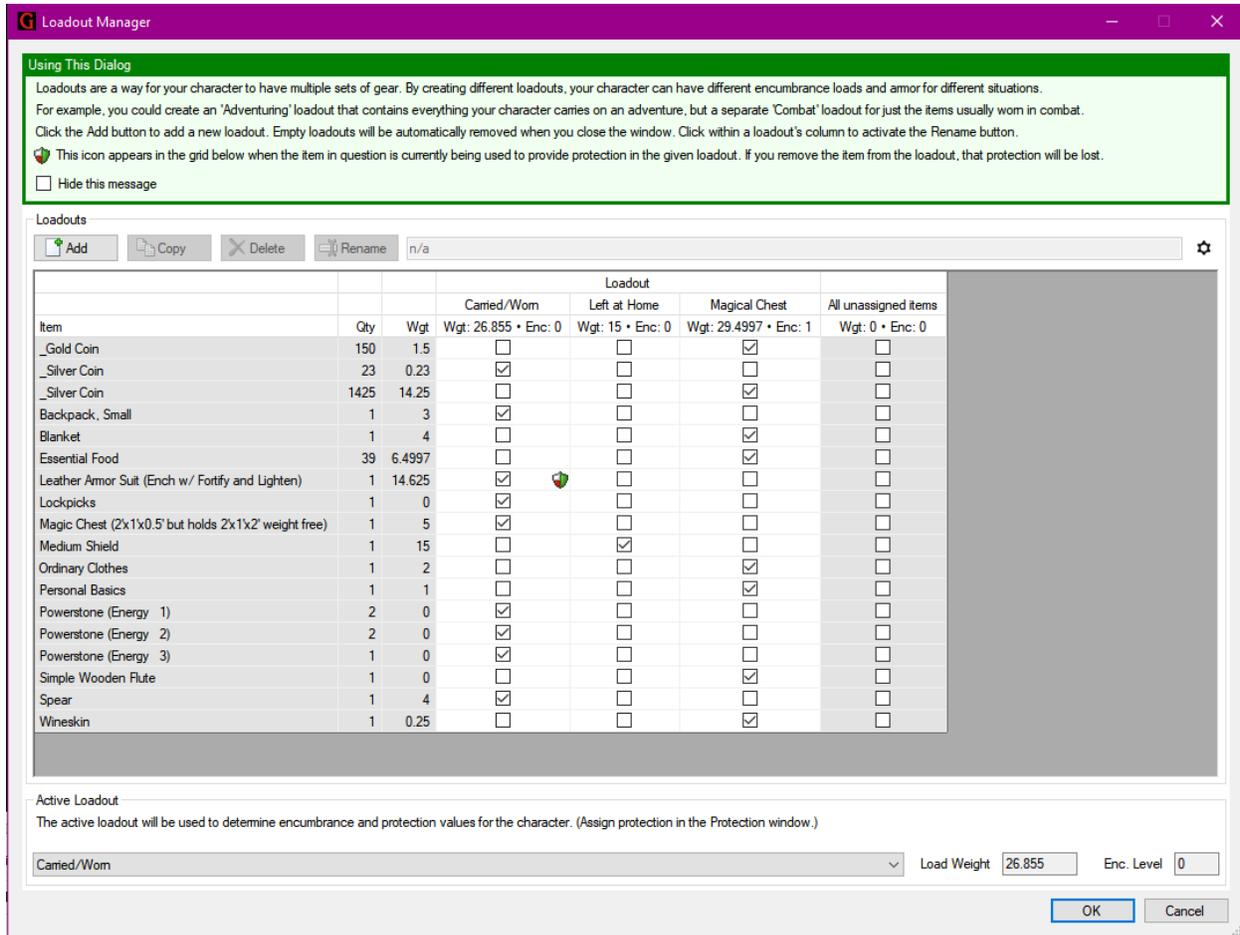 G Loadout Manager
Using This Dialog
Loadouts are a way for your character to have multiple sets of gear. By creating different loadouts, your character can have different encumbrance loads and armor for different situations.
For example, you could create an 'Adventuring' loadout that contains everything your character carries on an adventure, but a separate 'Combat' loadout for just the items usually worn in combat.
Click the Add button to add a new loadout. Empty loadouts will be automatically removed when you close the window. Click within a loadout's column to activate the Rename button.
This icon appears in the grid below when the item in question is currently being used to provide protection in the given loadout. If you remove the item from the loadout, that protection will be lost.
Hide this message
Loadouts
Add Copy Delete Rename n/a
Loadout
Carried/Worn Left at Home Magical Chest All unassigned items
Item Qty Wgt Wgt: 26.855 • Enc: 0 Wgt: 15 • Enc: 0 Wgt: 29.4997 • Enc: 1 Wgt: 0 • Enc: 0
_Gold Coin 150 1.5
_Silver Coin 23 0.23
_Silver Coin 1425 14.25
Backpack, Small 1 3
Blanket 1 4
Essential Food 39 6.4997
Leather Armor Suit (Ench w/ Fortify and Lighten) 1 14.625
Lockpicks 1 0
Magic Chest (2'x1'x0.5' but holds 2'x1'x2' weight free) 1 5
Medium Shield 1 15
Ordinary Clothes 1 2
Personal Basics 1 1
Powerstone (Energy 1) 2 0
Powerstone (Energy 2) 2 0
Powerstone (Energy 3) 1 0
Simple Wooden Flute 1 0
Spear 1 4
Wineskin 1 0.25
Active Loadout
The active loadout will be used to determine encumbrance and protection values for the character. (Assign protection in the Protection window.)
Carried/Worn Load Weight 26.855 Enc. Level 0
OK Cancel